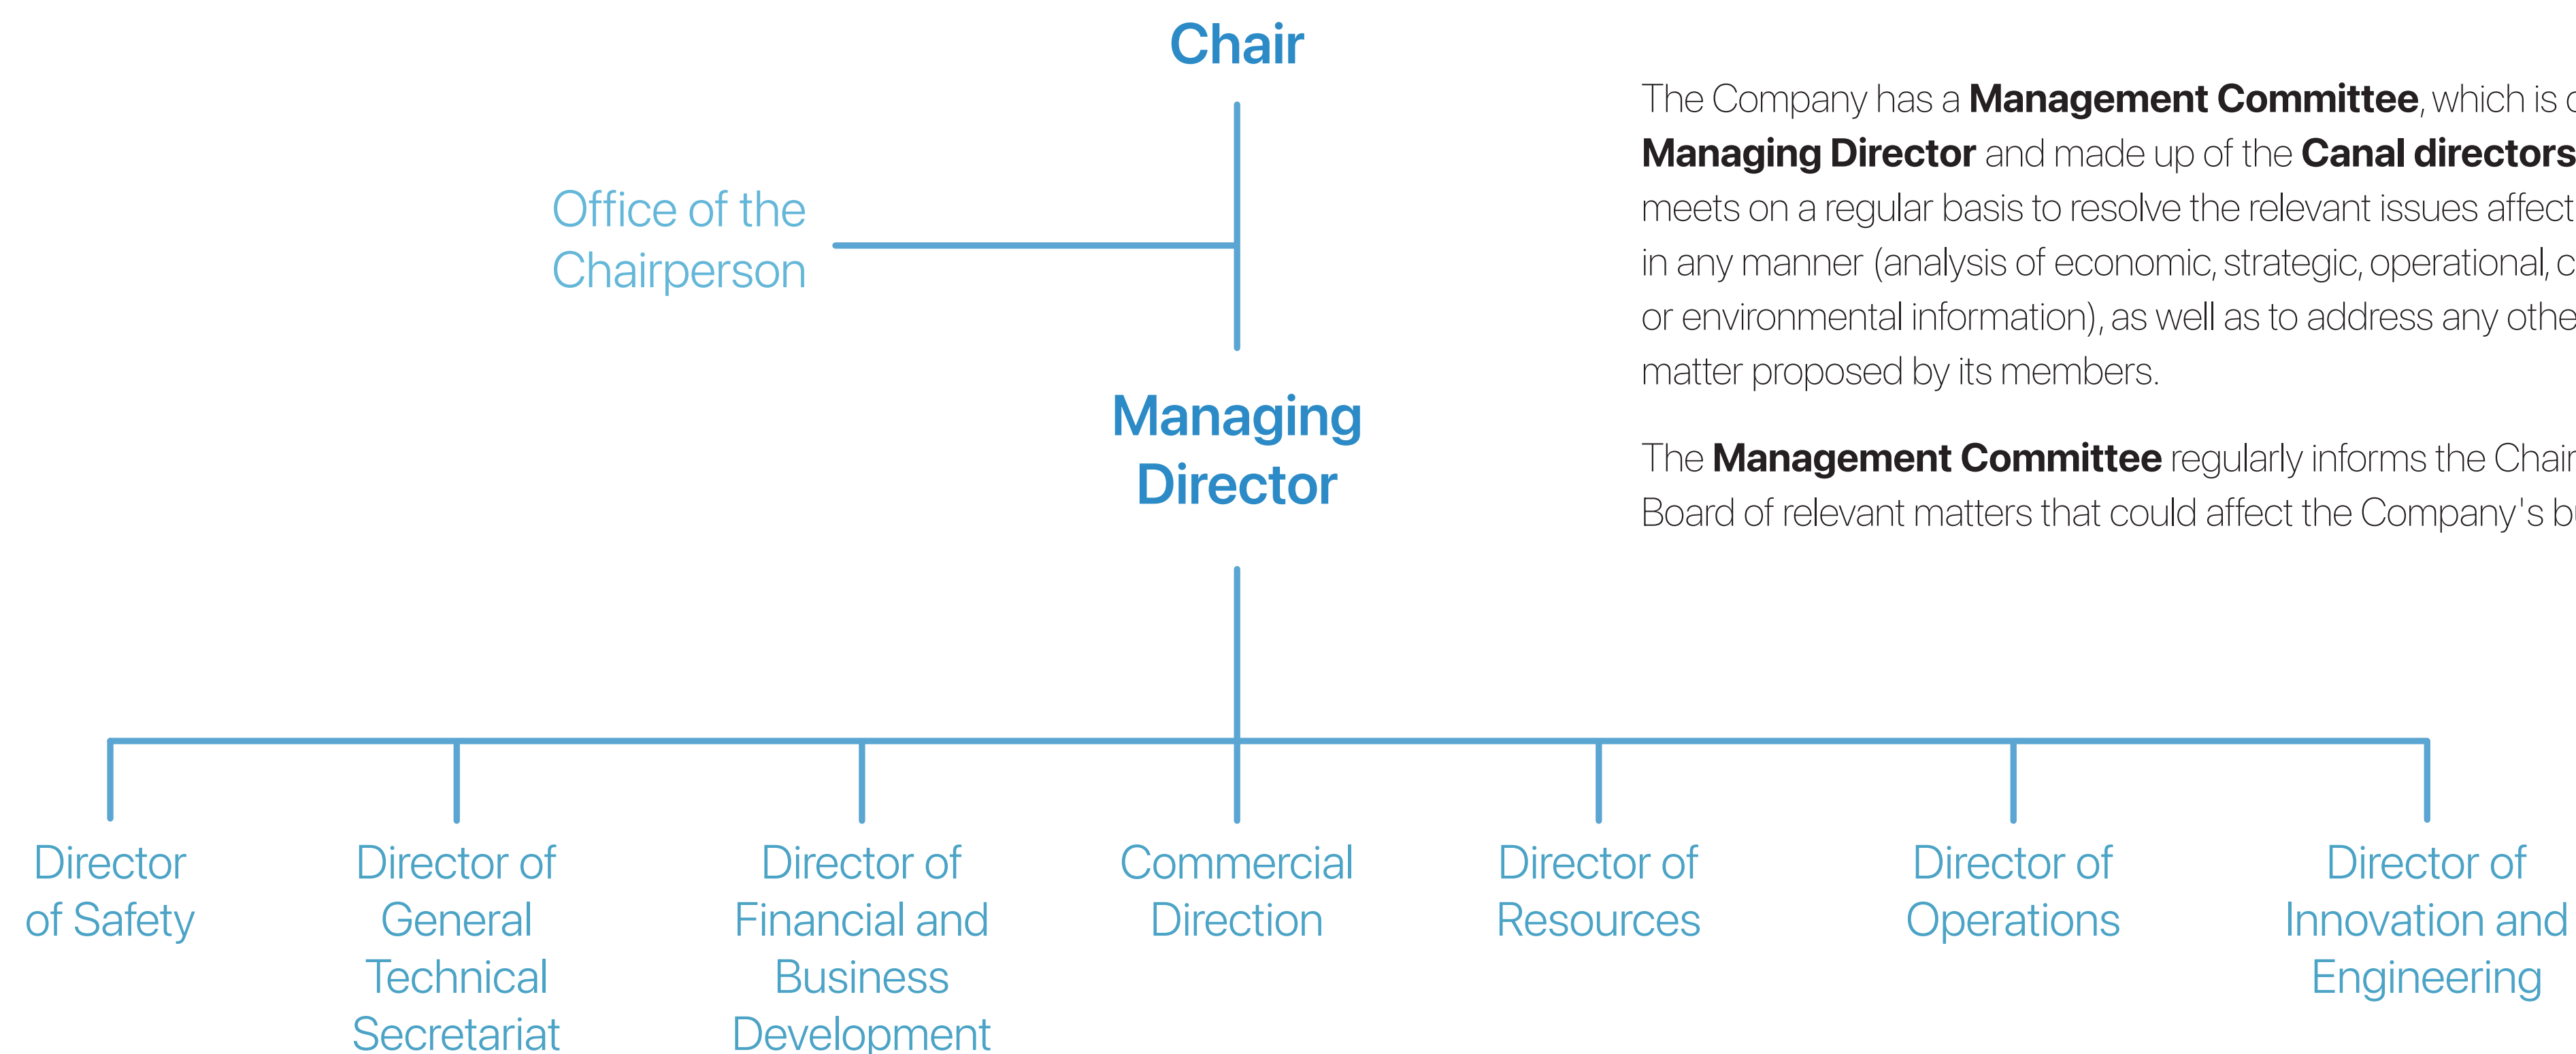 Chair
Office of the
Chairperson
Managing
Director
The Company has a Management Committee, which is
Managing Director and made up of the Canal directors
meets on a regular basis to resolve the relevant issues affect
in any manner (analysis of economic, strategic, operational,
or environmental information), as well as to address any othe
matter proposed by its members.
The Management Committee regularly informs the Chair
Board of relevant matters that could affect the Company's b
Director
of Safety
Director of
General
Technical
Secretariat
Director of
Financial and
Business
Development
Commercial
Direction
Director of
Resources
Director of
Operations
Director of
Innovation and
Engineering